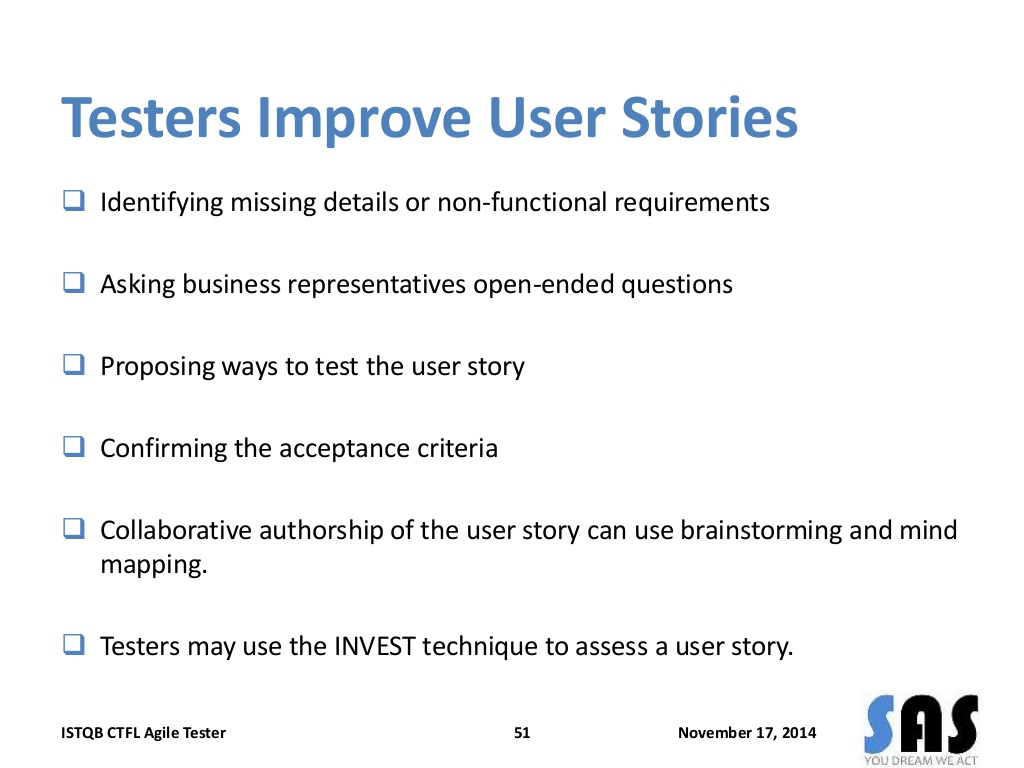 Testers Improve User Stories
❑ Identifying missing details or non-functional requirements
❑ Asking business representatives open-ended questions
❑ Proposing ways to test the user story
❑ Confirming the acceptance criteria
❑ Collaborative authorship of the user story can use brainstorming and mind
mapping.
❑ Testers may use the INVEST technique to assess a user story.
ISTQB CTFL Agile Tester 51 November 17, 2014
SAS
YOU DREAM WE ACT